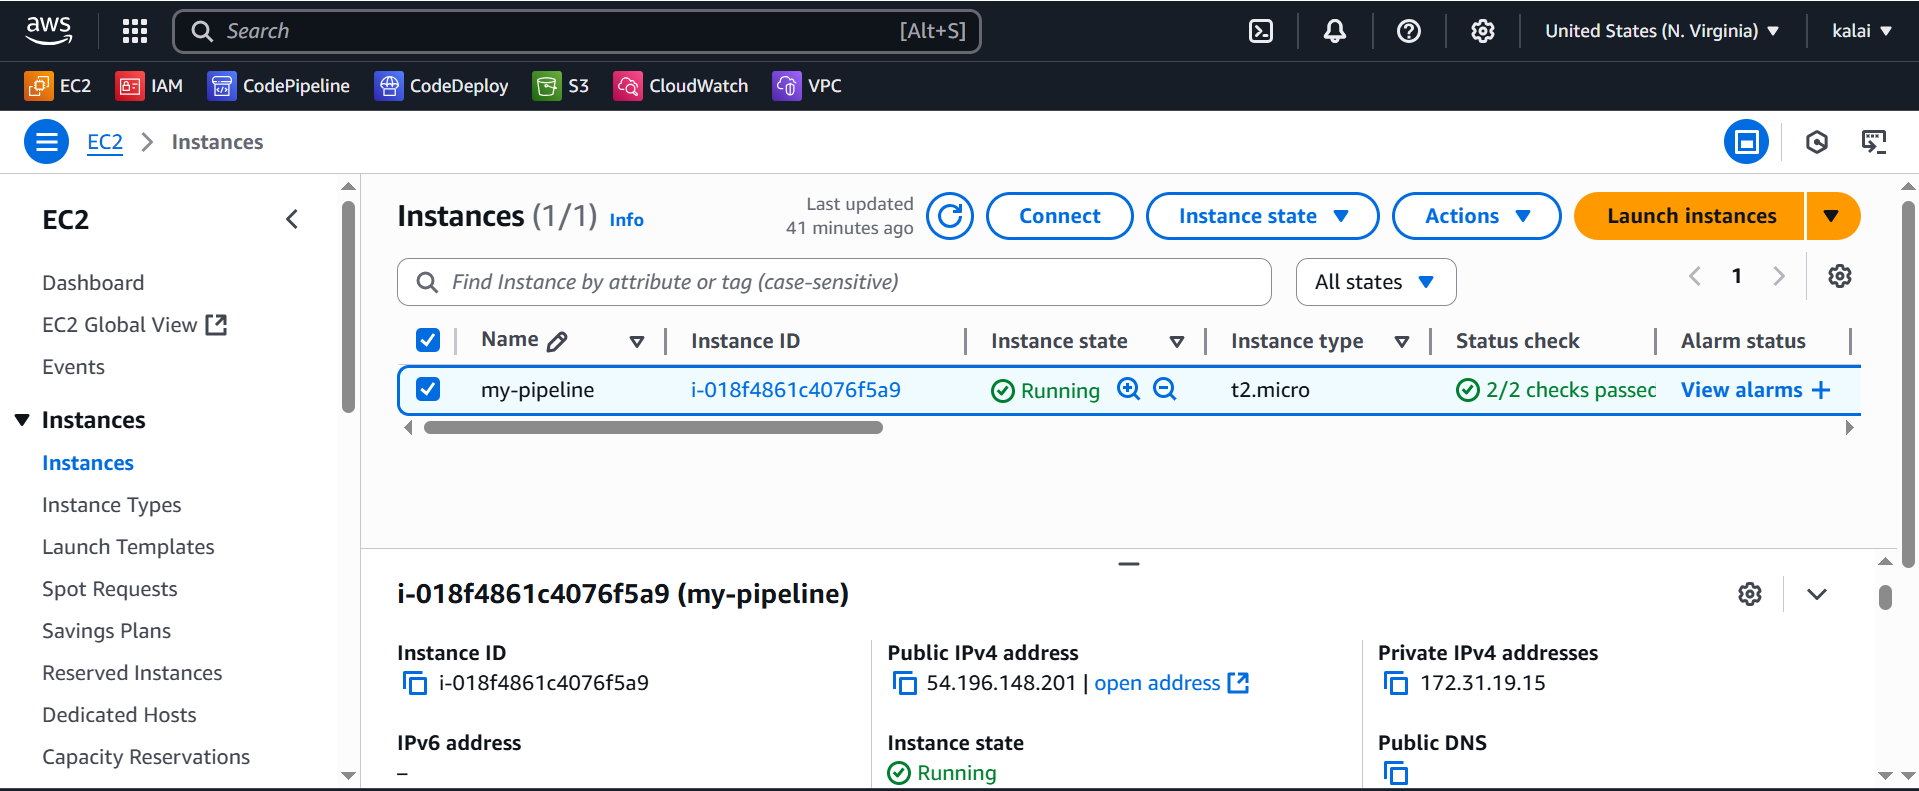 aws
Search [Alt+S]
United States (N. Virginia)
kalai
EC2 IAM CodePipeline CodeDeploy S3 CloudWatch VPC
EC2 Instances
EC2
Dashboard
EC2 Global View
Events
Instances
Instances
Instance Types
Launch Templates
Spot Requests
Savings Plans
Reserved Instances
Dedicated Hosts
Capacity Reservations
Instances (1/1) Info
Last updated
41 minutes ago
Connect
Instance state
Actions
Launch instances
Find Instance by attribute or tag (case-sensitive)
All states
1
Name Instance ID Instance state Instance type Status check Alarm status
my-pipeline i-018f4861c4076f5a9 Running t2.micro 2/2 checks passec View alarms +
i-018f4861c4076f5a9 (my-pipeline)
Instance ID
i-018f4861c4076f5a9
Public IPv4 address
54.196.148.201 | open address
Private IPv4 addresses
172.31.19.15
IPv6 address
–
Instance state
Running
Public DNS